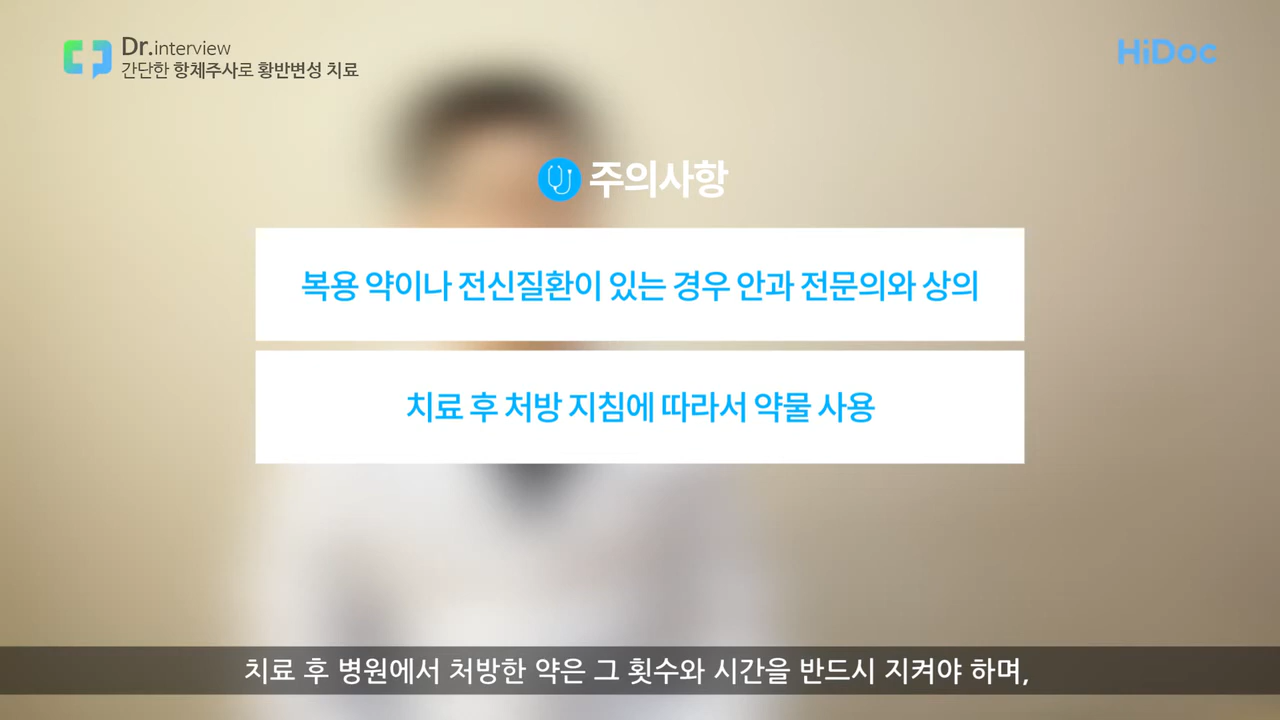 Dr.interview
간단한 항체주사로 황반변성 치료
HiDoc
주의사항
복용 약이나 전신질환이 있는 경우 안과 전문의와 상의
치료 후 처방 지침에 따라서 약물 사용
치료 후 병원에서 처방한 약은 그 횟수와 시간을 반드시 지켜야 하며,